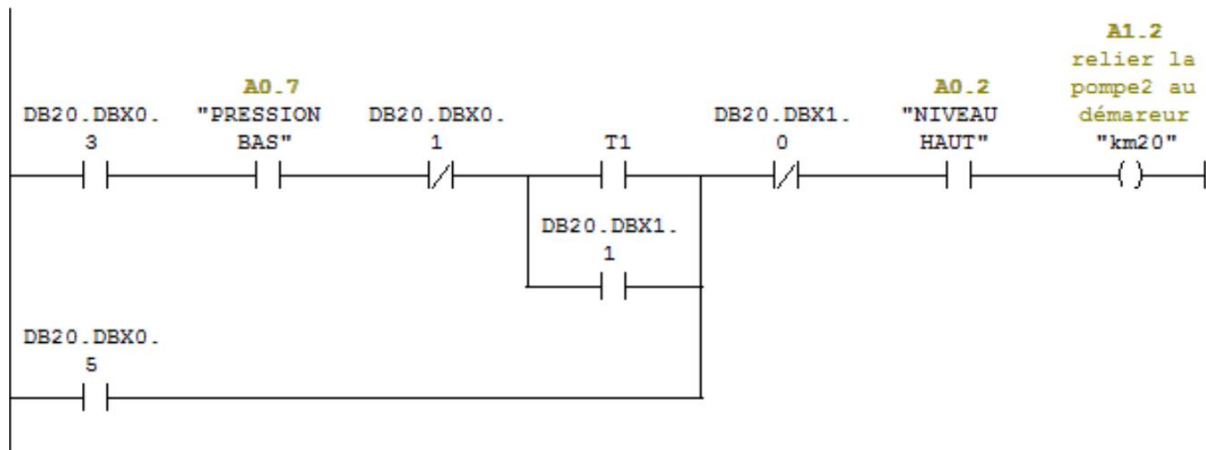 A1.2
relier la
pompe2 au
démareur
"km20"
A0.7
"PRESSION
BAS"
A0.2
"NIVEAU
HAUT"
DB20.DBX0.
3
DB20.DBX0.
1
T1
DB20.DBX1.
0
DB20.DBX1.
1
DB20.DBX0.
5